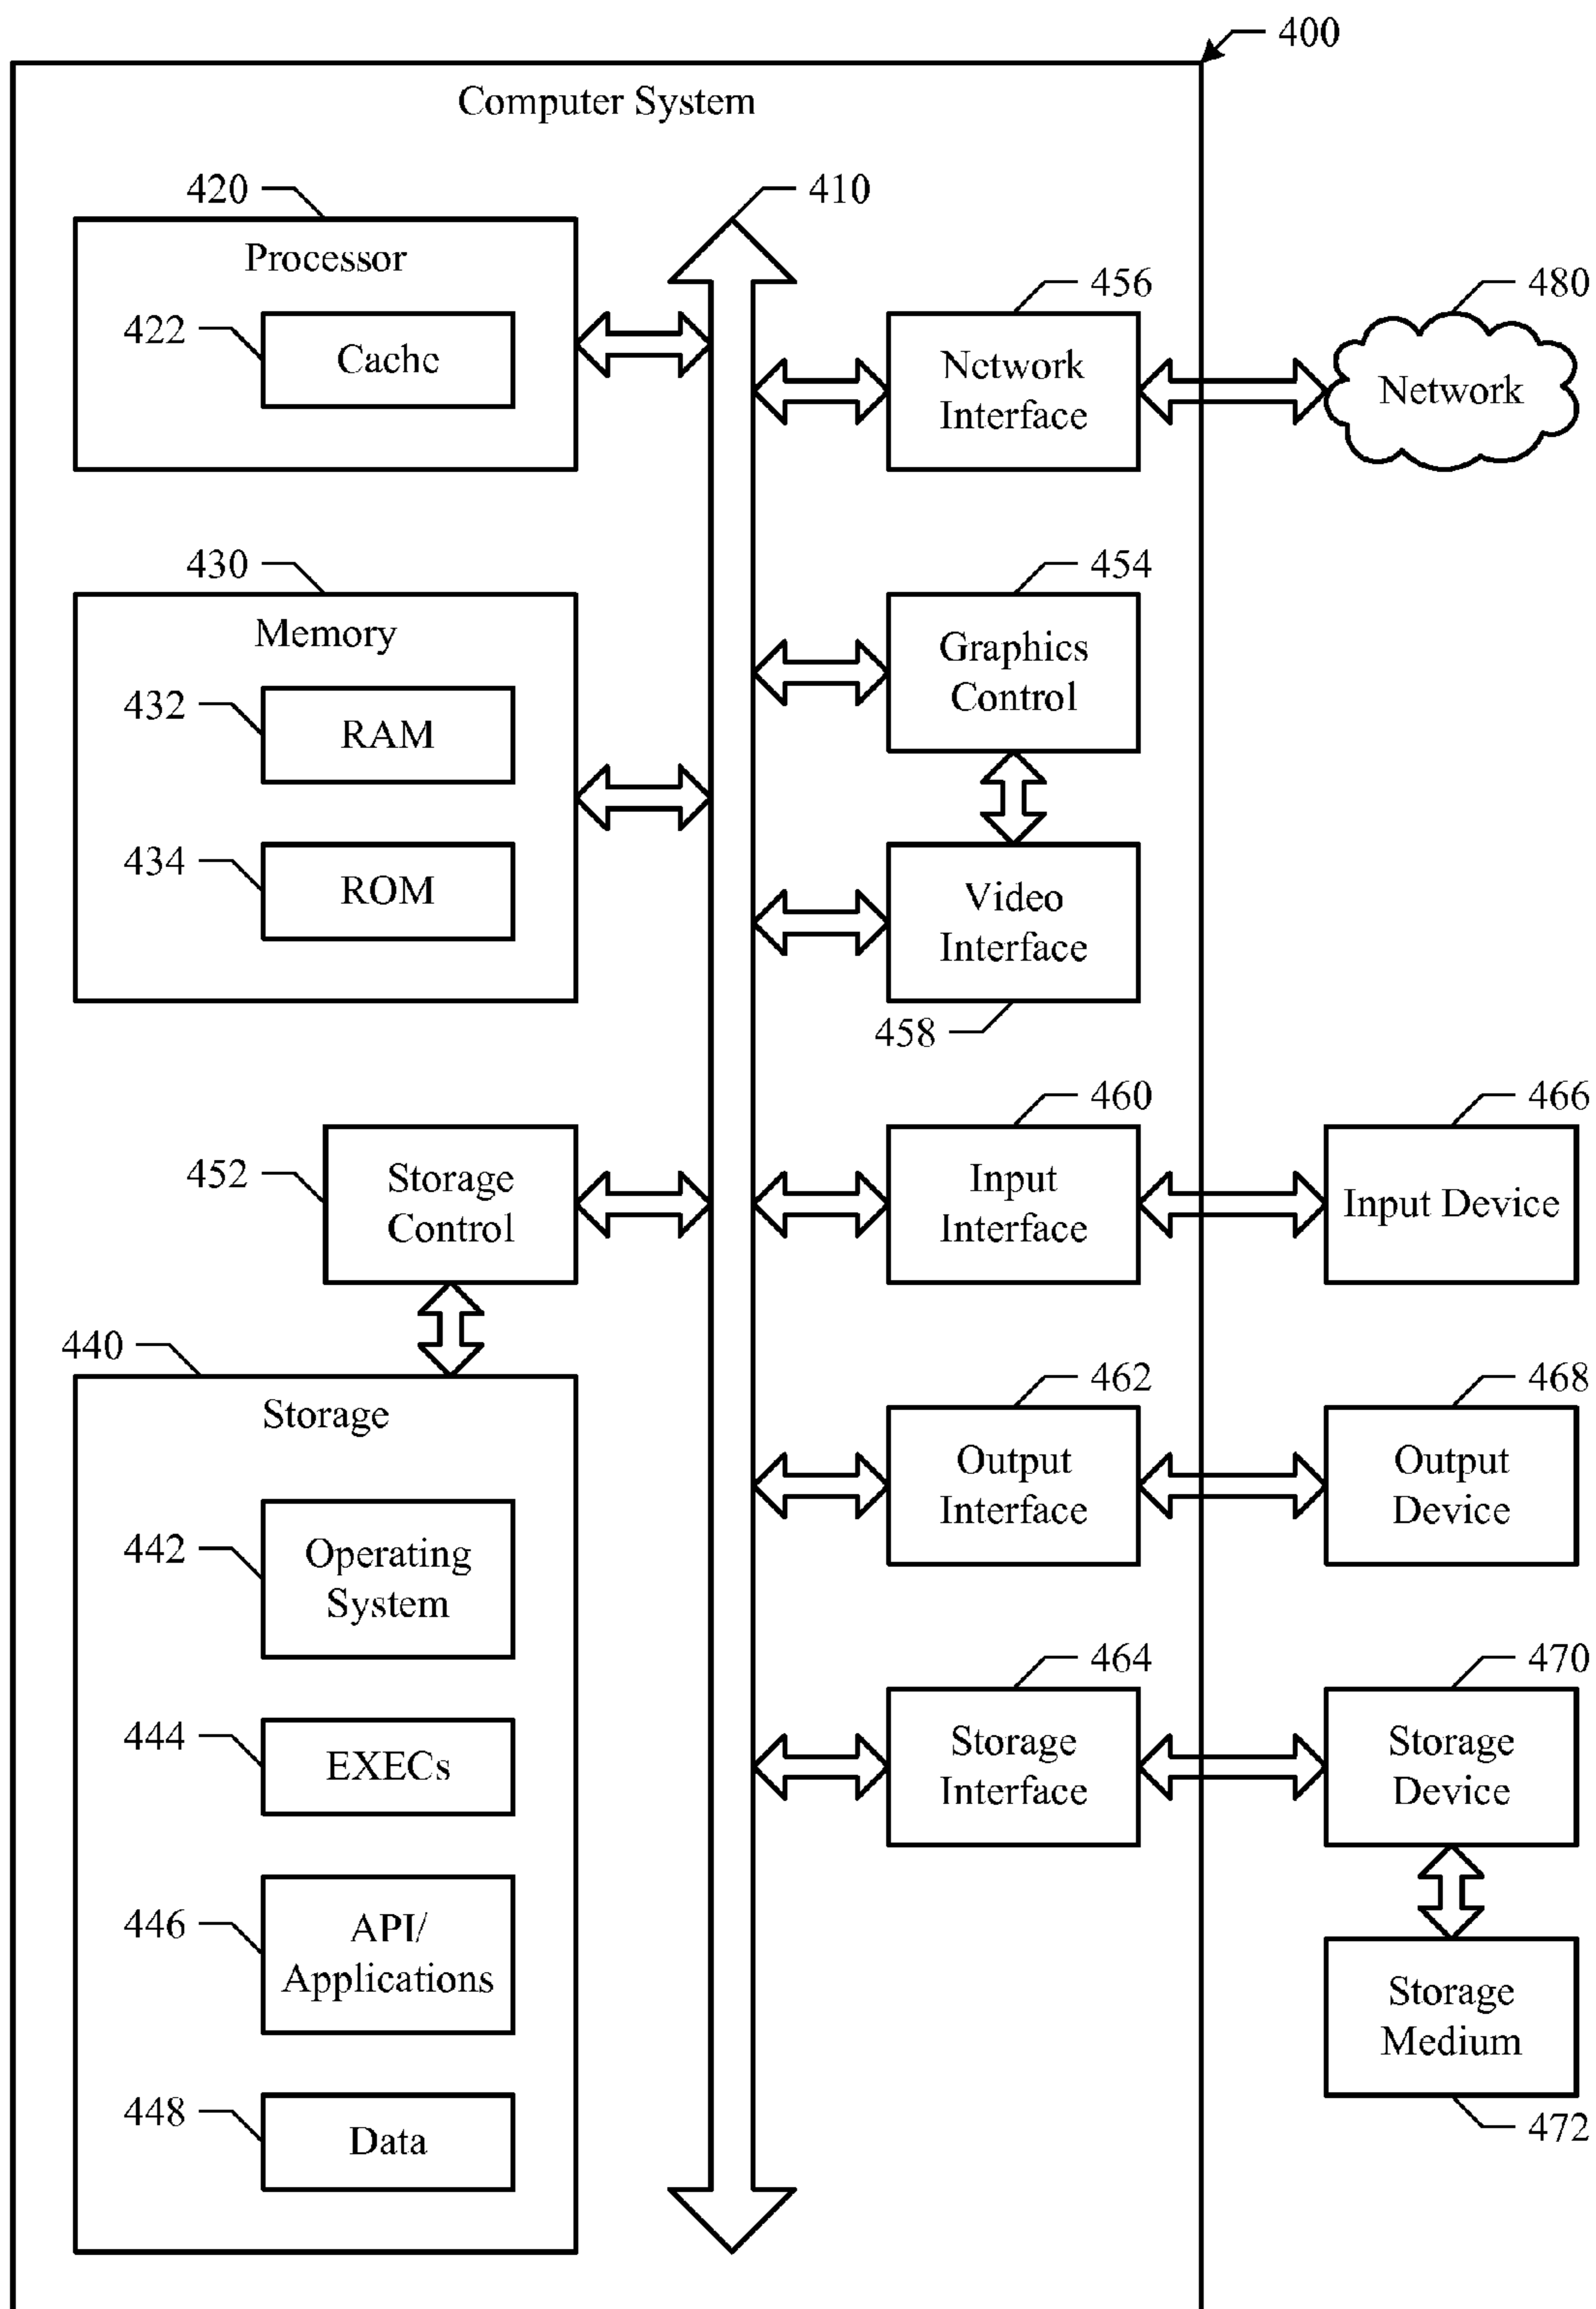 400
Computer System
420
410
Processor
422
Cache
456
Network
Interface
480
Network
430
Memory
432
RAM
434
ROM
454
Graphics
Control
Video
Interface
458
452
Storage
Control
460
Input
Interface
466
Input Device
440
Storage
442
Operating
System
444
EXECs
446
API/
Applications
448
Data
462
Output
Interface
468
Output
Device
464
Storage
Interface
470
Storage
Device
Storage
Medium
472